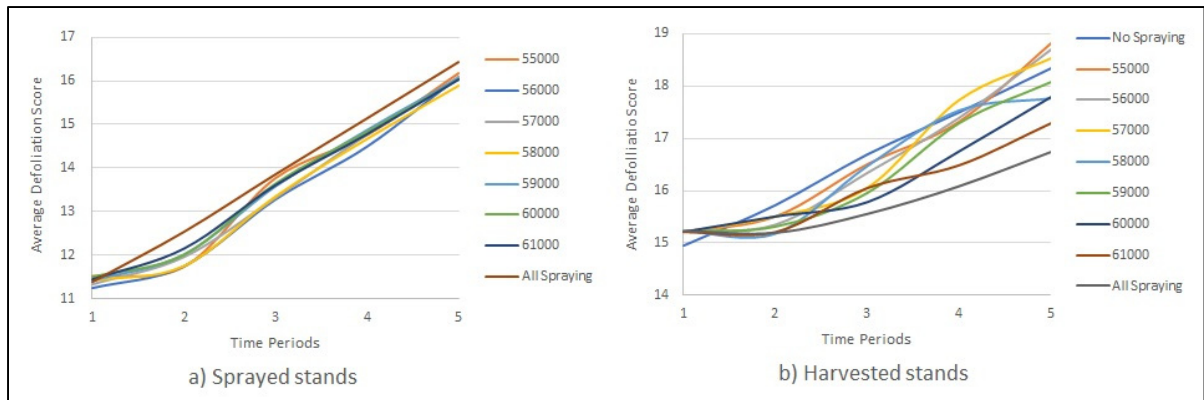 17
16
15
14
13
12
11
Average Defoliation Score
1 2 3 4 5
Time Periods
55000
56000
57000
58000
59000
60000
61000
All Spraying
a) Sprayed stands
19
18
17
16
15
14
Average Defolliatio Score
1 2 3 4 5
Time Periods
No Spraying
55000
56000
57000
58000
59000
60000
61000
All Spraying
b) Harvested stands